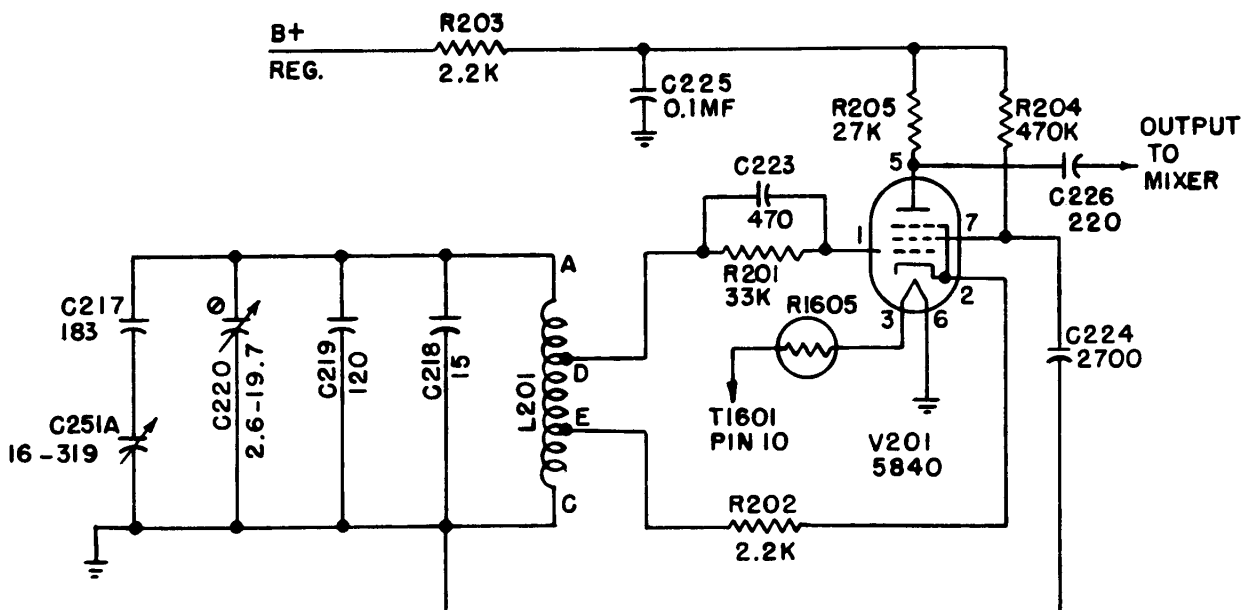 B+
REG.
R203
2.2K
C225
0.1MF
R205
27K
R204
470K
OUTPUT
TO
MIXER
5
C226
220
C223
470
1
7
R201
33K
2
3
6
R1605
T1601
PIN 10
V201
5840
C224
2700
A
C217
183
C220
2.6-19.7
C219
120
C218
15
L201
D
E
C
C251A
16-319
R202
2.2K